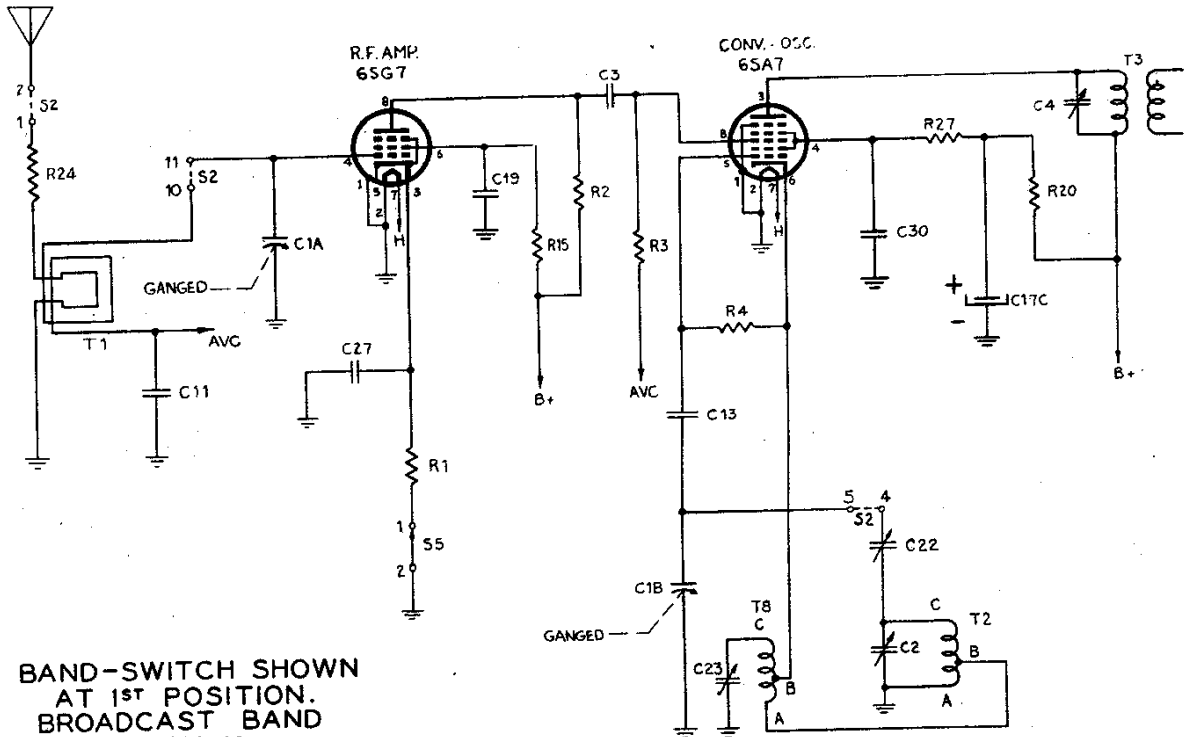 R.F. AMP.
6SG7
CONV.-OSC.
6SA7
T3
2
S2
1
R24
11
S2
10
8
4
6
1
5
7
3
2
H
C1A
GANGED
C19
R15
R2
C3
R3
3
8
5
4
1
2
7
6
H
R27
C4
R20
C30
+
C17C
-
B+
T1
AVC
C11
C27
R1
1
S5
2
B+
AVC
R4
C13
5
4
S2
C22
C1B
GANGED
T8
C
C23
B
A
C
T2
C2
B
A
BAND-SWITCH SHOWN
AT 1ST POSITION.
BROADCAST BAND